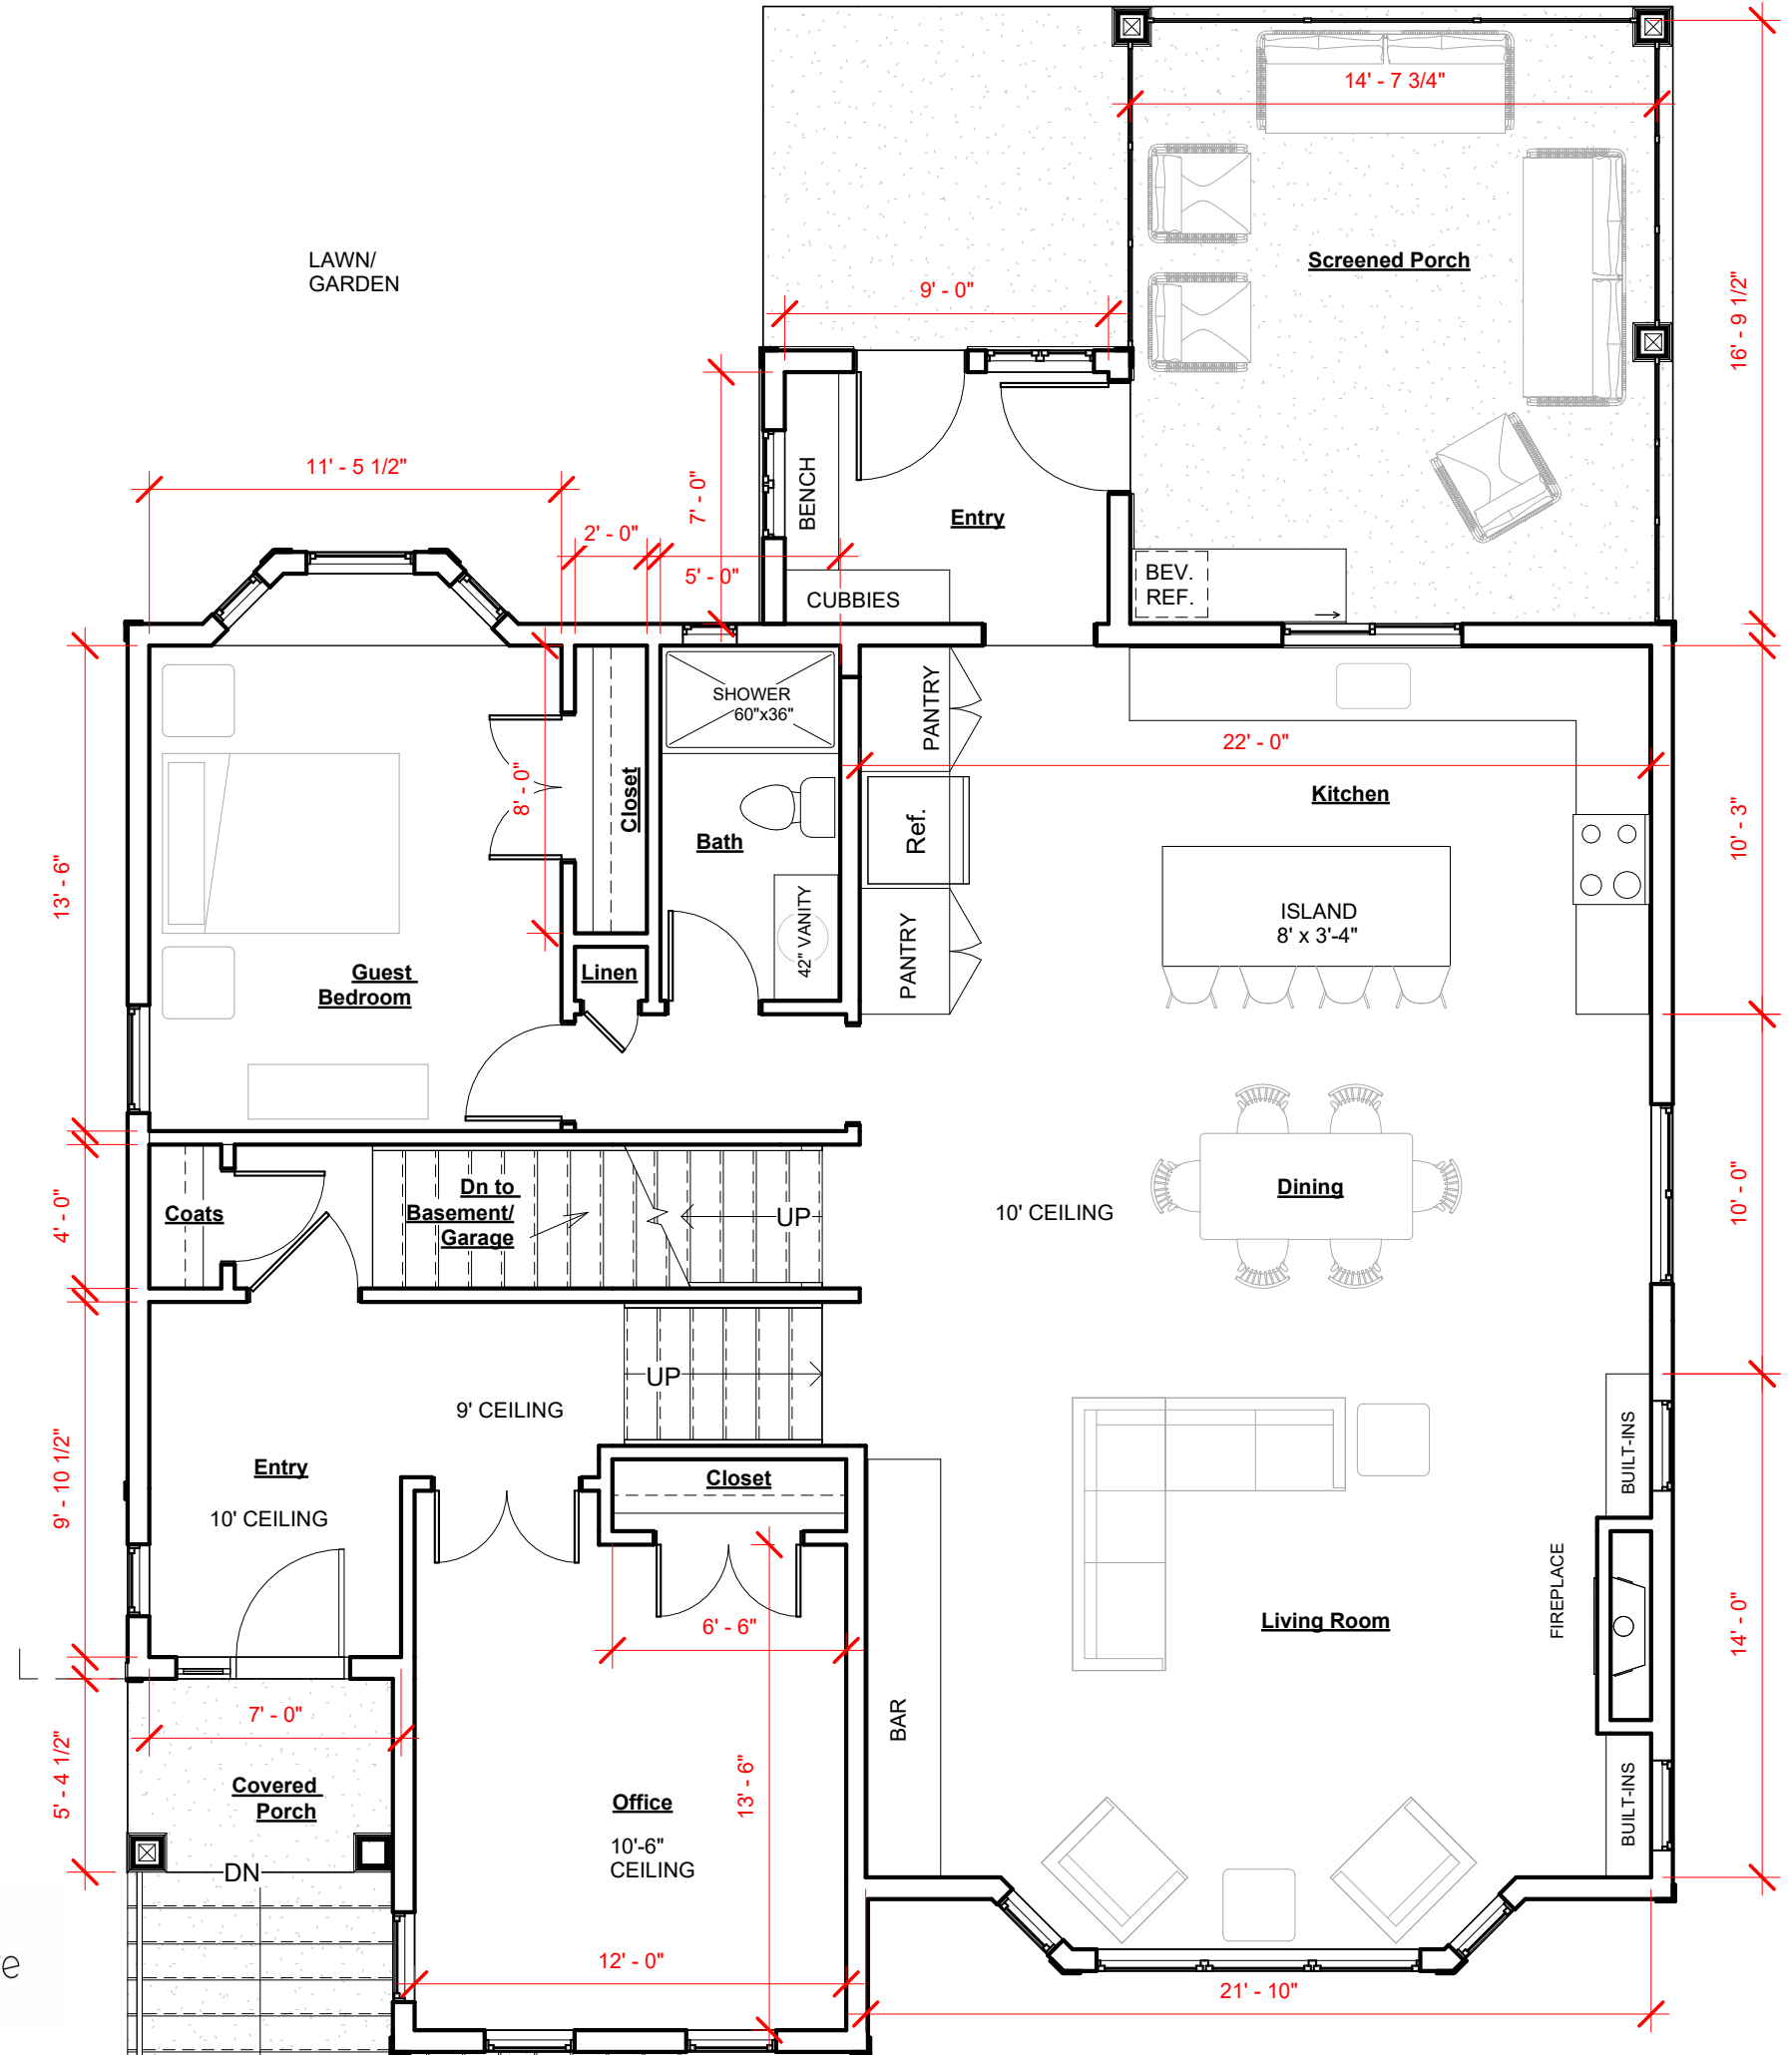 14' - 7 3/4"
LAWN/
GARDEN
Screened Porch
9' - 0"
16' - 9 1/2"
11' - 5 1/2"
7' - 0"
BENCH
Entry
2' - 0"
5' - 0"
CUBBIES
BEV.
REF.
SHOWER
60"x36"
PANTRY
22' - 0"
Kitchen
8' - 0"
Closet
Bath
Ref.
10' - 3"
13' - 6"
42" VANITY
PANTRY
ISLAND
8' x 3'-4"
Guest
Bedroom
Linen
Coats
4' - 0"
Dn to
Basement/
Garage
UP
10' CEILING
Dining
10' - 0"
UP
9' CEILING
9' - 10 1/2"
Entry
10' CEILING
Closet
BUILT-INS
FIREPLACE
6' - 6"
Living Room
14' - 0"
7' - 0"
BAR
5' - 4 1/2"
Covered
Porch
Office
13' - 6"
10'-6"
CEILING
BUILT-INS
DN
12' - 0"
21' - 10"
e